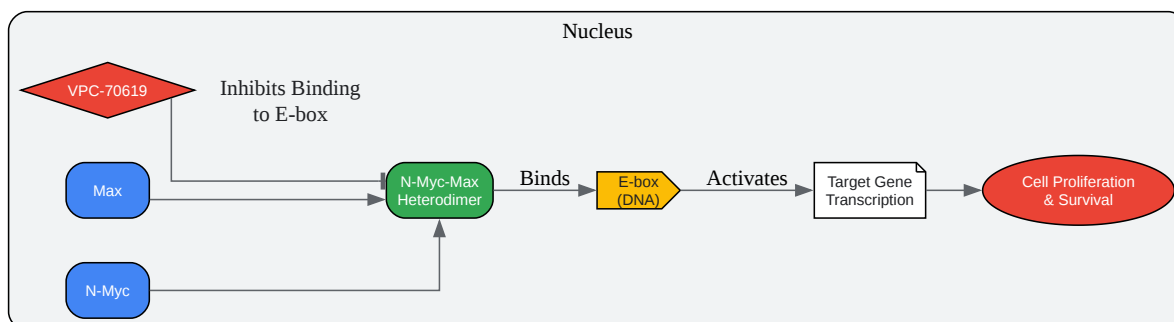 Nucleus
VPC-70619
Inhibits Binding
to E-box
Max
N-Myc-Max
Heterodimer
Binds
E-box
(DNA)
Activates
Target Gene
Transcription
Cell Proliferation
& Survival
N-Myc